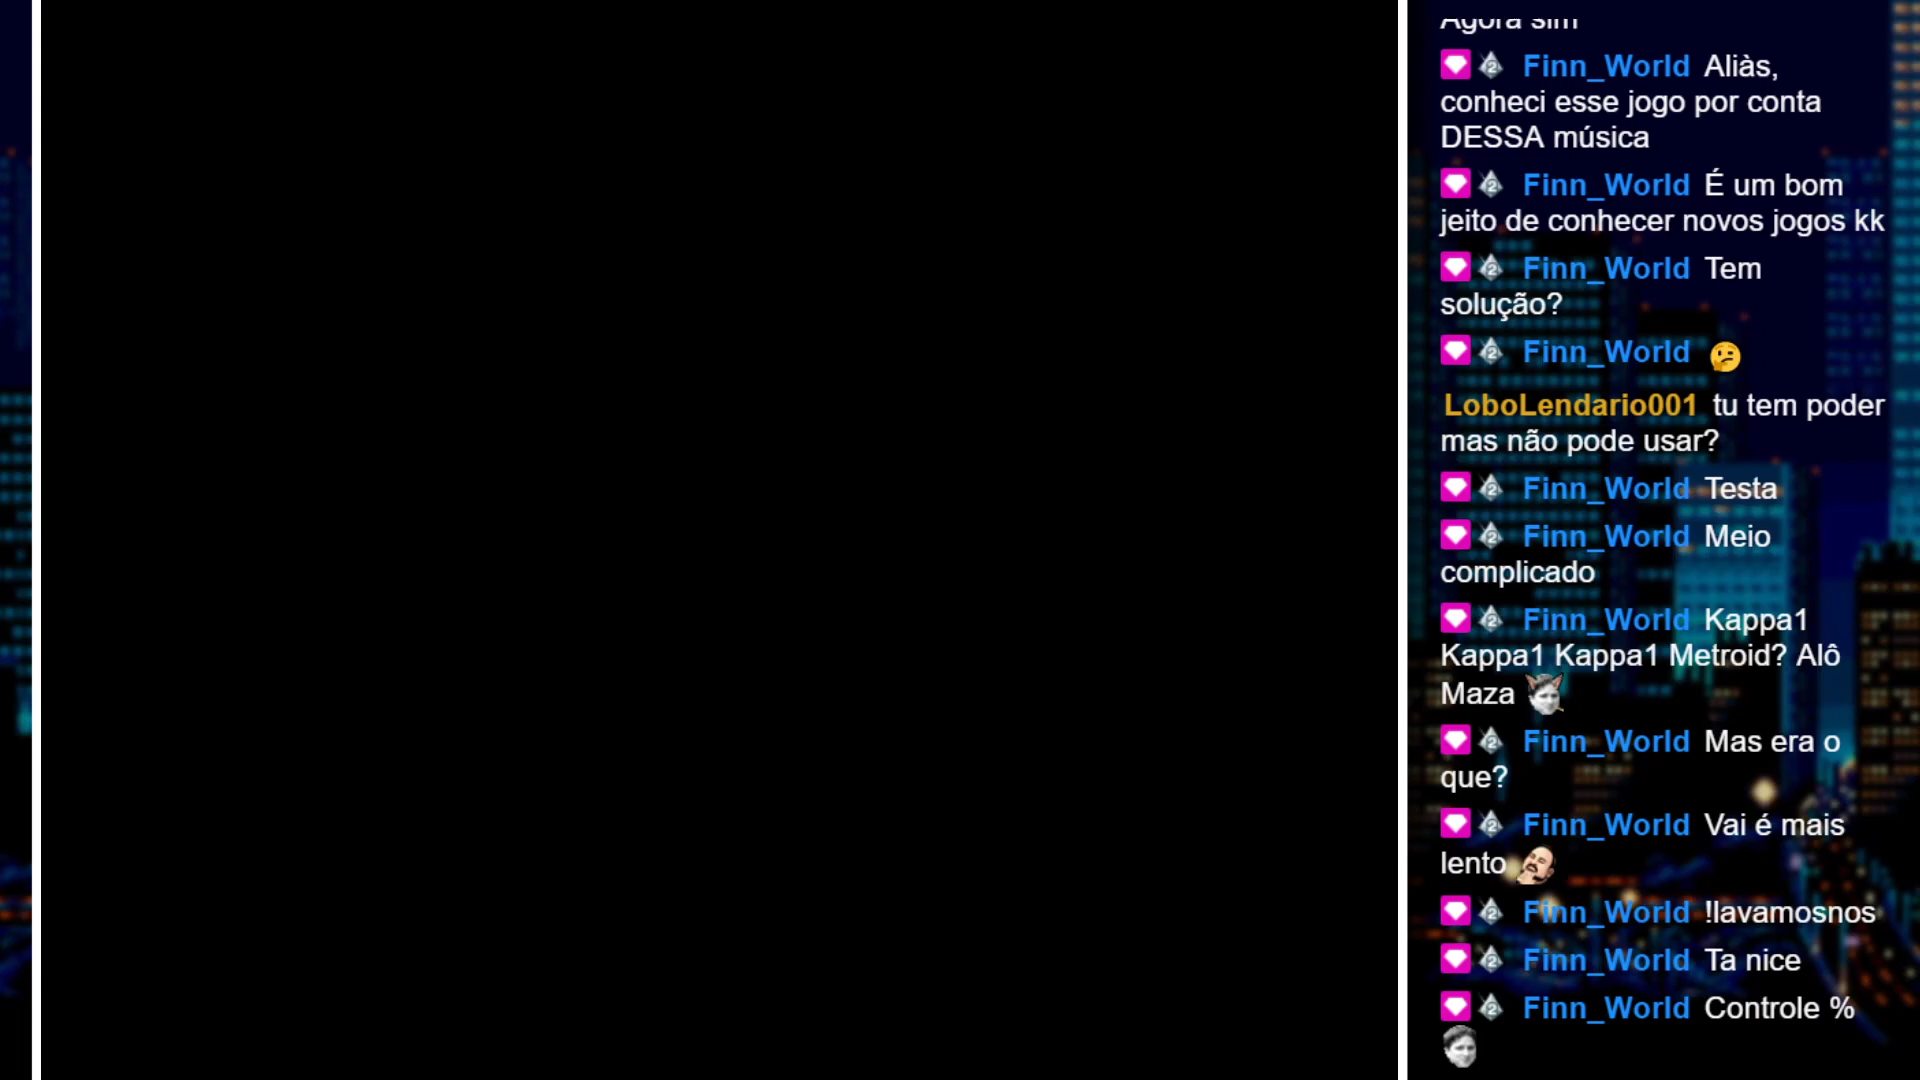 Agora sim
Finn_World Aliàs,
conheci esse jogo por conta
DESSA música
Finn_World É um bom
jeito de conhecer novos jogos kk
Finn_World Tem
solução?
Finn_World
LoboLendario001 tu tem poder
mas não pode usar?
Finn_World Testa
Finn_World Meio
complicado
Finn_World Kappa1
Kappa1 Kappa1 Metroid? Alô
Maza
Finn_World Mas era o
que?
Finn_World Vai é mais
lento
Finn_World !lavamosnos
Finn_World Ta nice
Finn_World Controle %